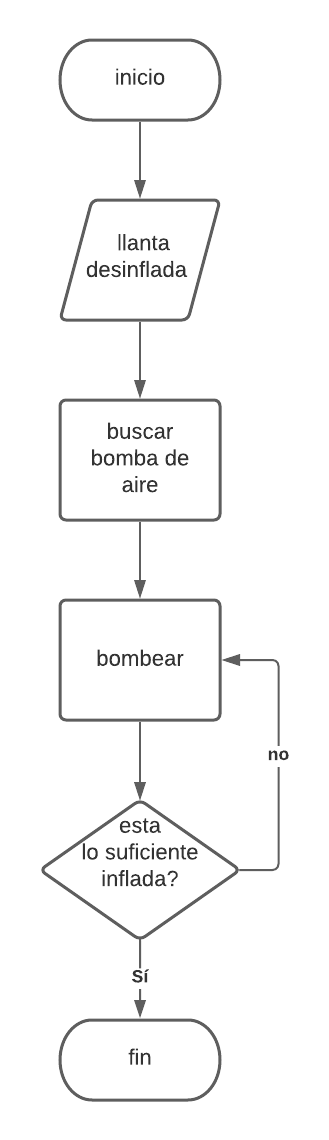 inicio
llanta
desinflada
buscar
bomba de
aire
bombear
no
esta
lo suficiente
inflada?
Sí
fin